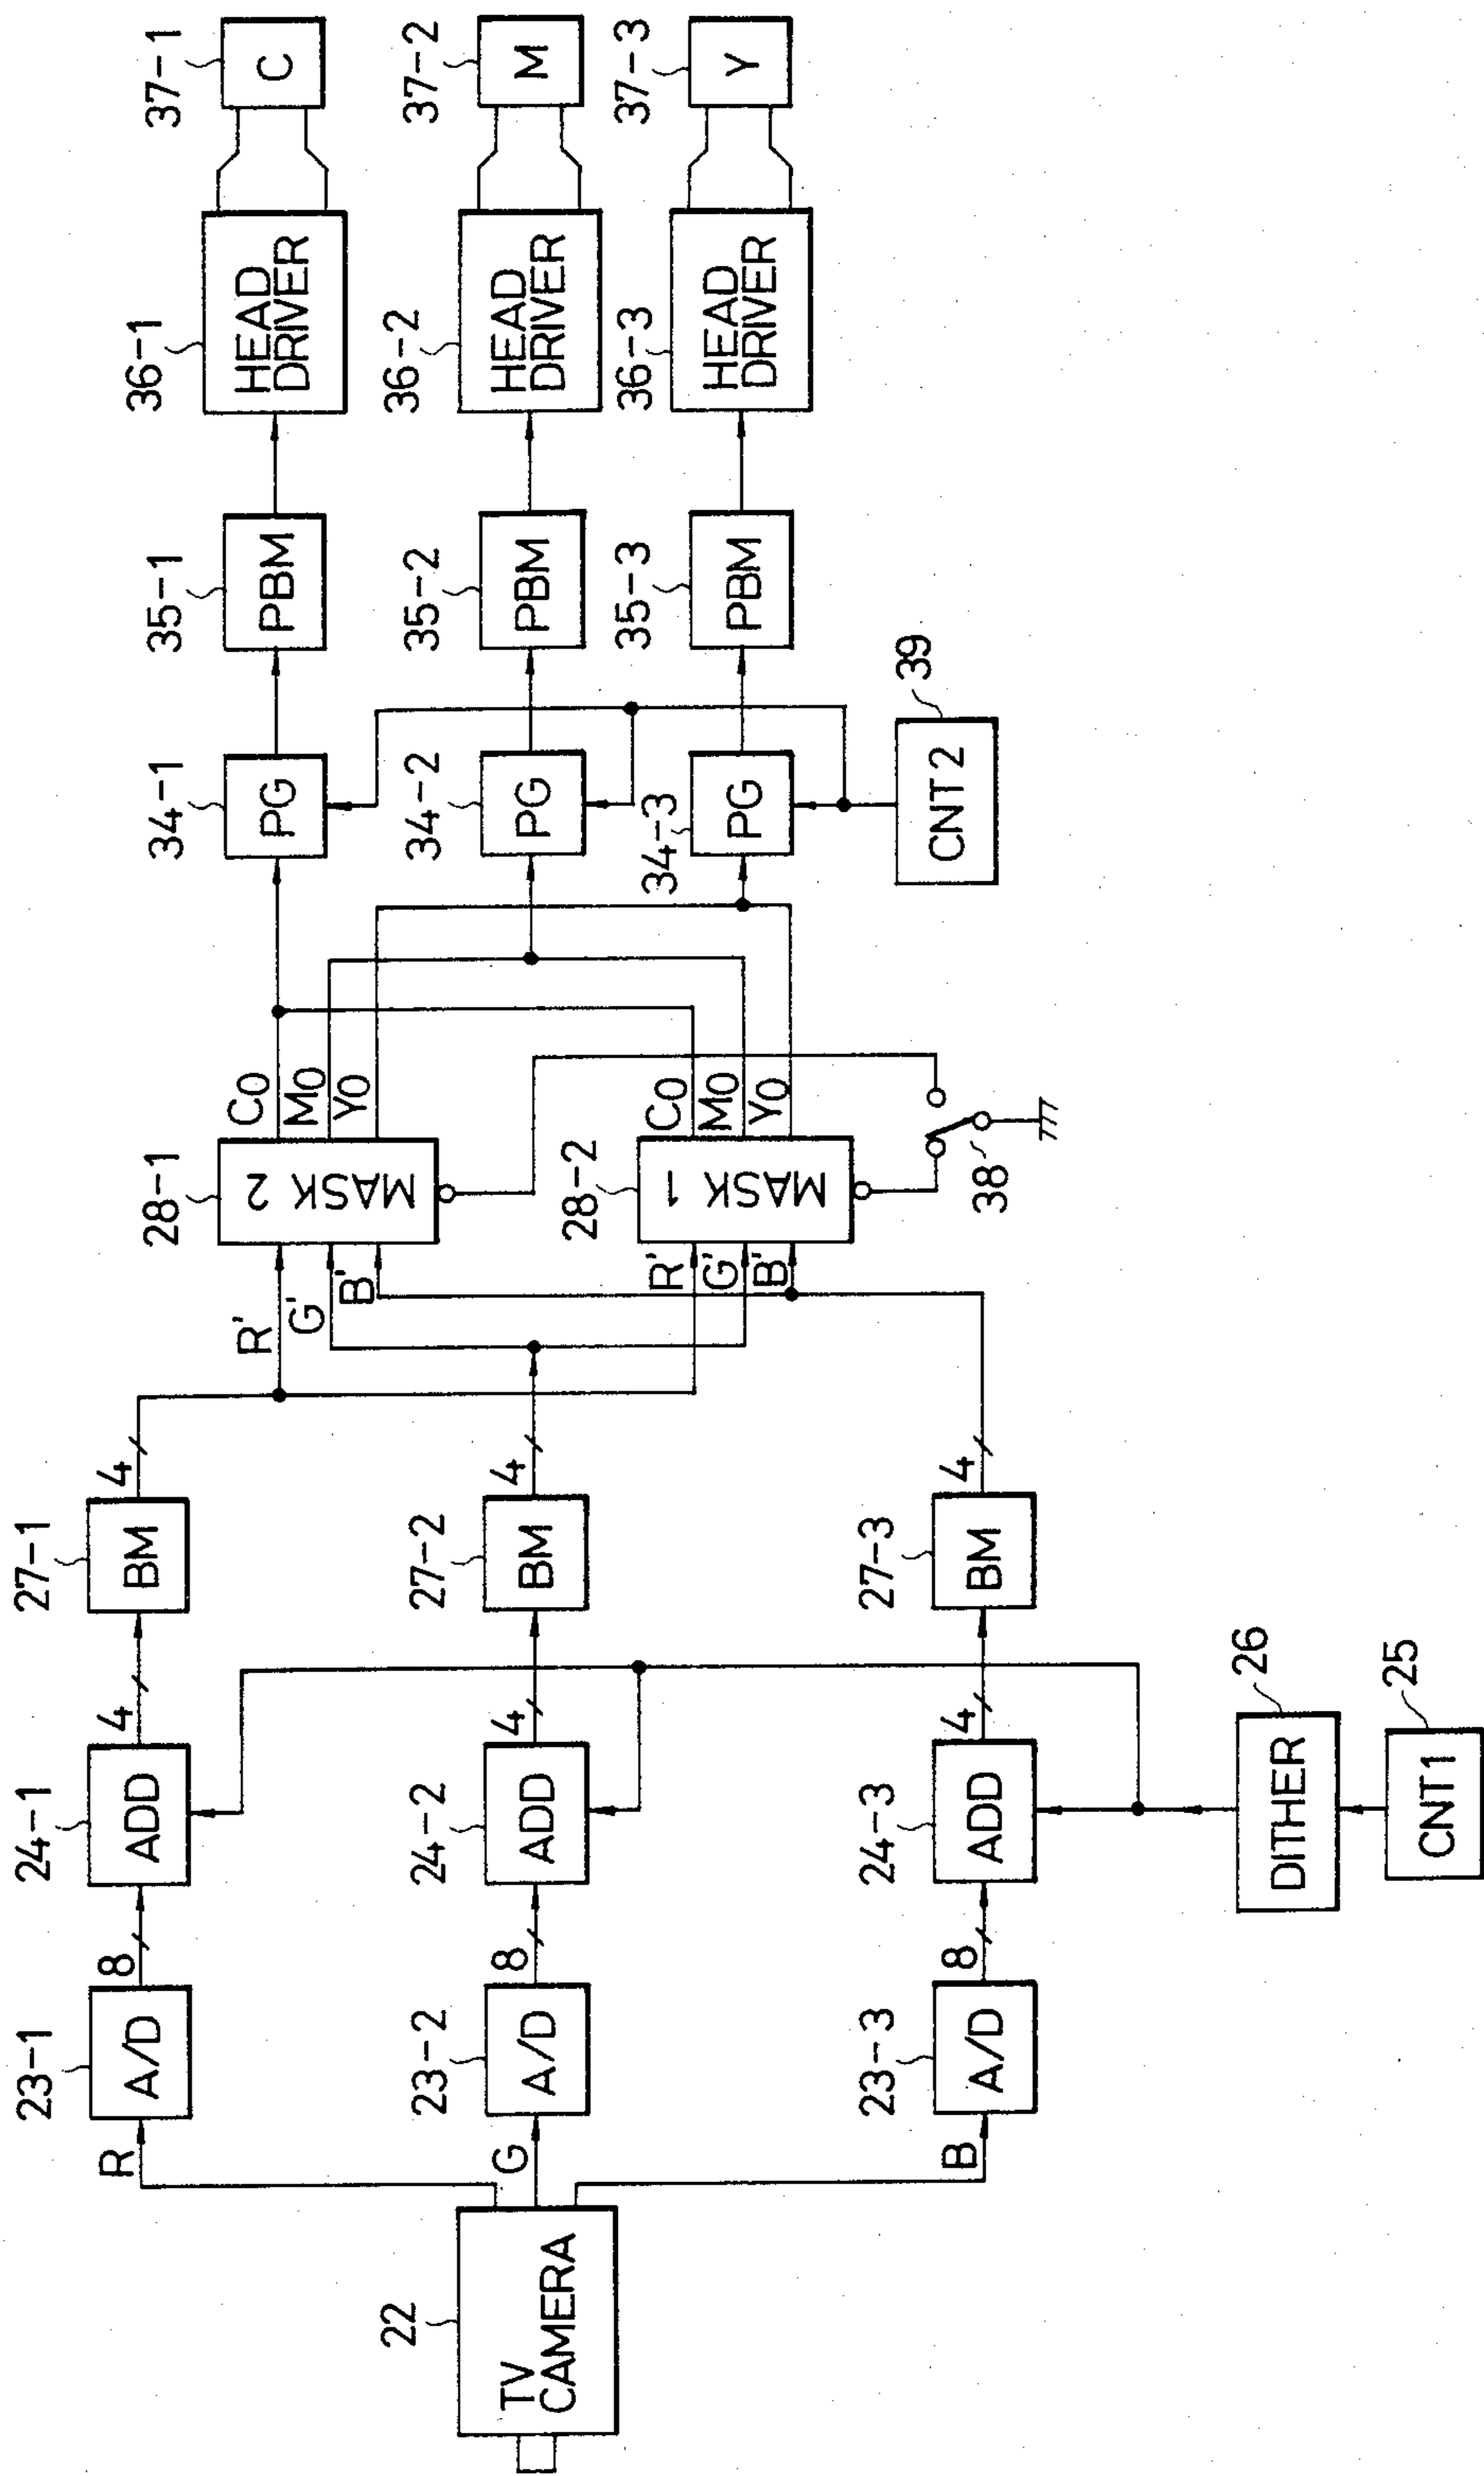 22
TV
CAMERA
R
G
B
23-1
A/D
8
23-2
A/D
8
23-3
A/D
8
24-1
ADD
4
24-2
ADD
4
24-3
ADD
4
DITHER
26
CNT1
25
27-1
BM
4
27-2
BM
4
27-3
BM
4
R'
G'
B'
R'
G'
B'
28-1
MASK 2
28-2
MASK 1
C0
M0
Y0
C0
M0
Y0
38
34-1
PG
34-2
PG
34-3
PG
CNT2
39
35-1
PBM
35-2
PBM
35-3
PBM
36-1
HEAD
DRIVER
36-2
HEAD
DRIVER
36-3
HEAD
DRIVER
37-1
C
37-2
M
37-3
Y